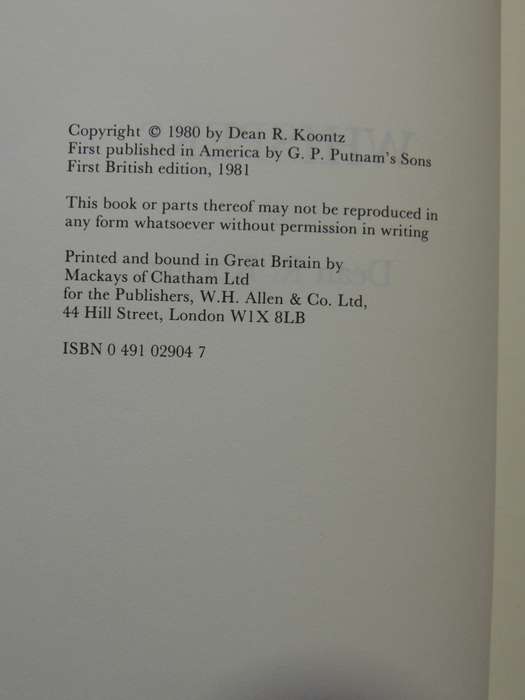 Copyright © 1980 by Dean R. Koontz
First published in America by G. P. Putnam's Sons
First British edition, 1981
This book or parts thereof may not be reproduced in
any form whatsoever without permission in writing
Printed and bound in Great Britain by
Mackays of Chatham Ltd
for the Publishers, W.H. Allen & Co. Ltd,
44 Hill Street, London W1X 8LB
ISBN 0 491 02904 7